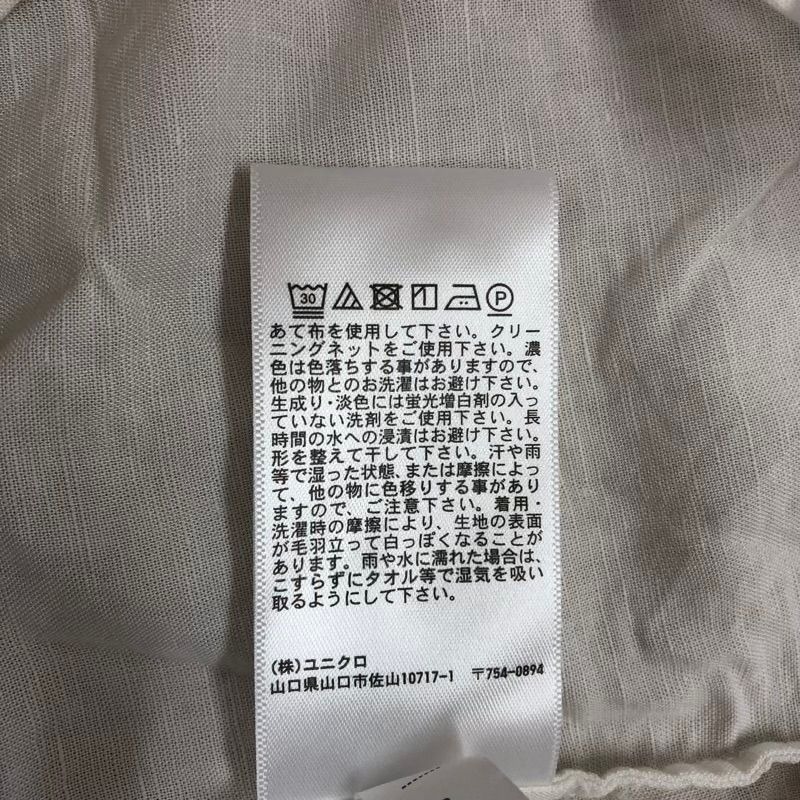 30 P
あて布を使用して下さい。クリー
ニングネットをご使用下さい。濃
色は色落ちする事がありますので、
他の物とのお洗濯はお避け下さい。
生成り・淡色には蛍光増白剤の入っ
ていない洗剤をご使用下さい。長
時間の水への浸漬はお避け下さい。
形を整えて干して下さい。汗や雨
等で湿った状態、または摩擦によっ
て、他の物に色移りする事があり
ますので、ご注意下さい。着用・
洗濯時の摩擦により、生地の表面
が毛羽立って白っぽくなることが
あります。雨や水に濡れた場合は、
こすらずにタオル等で湿気を吸い
取るようにして下さい。
(株)ユニクロ
山口県山口市佐山10717-1 〒754-0894